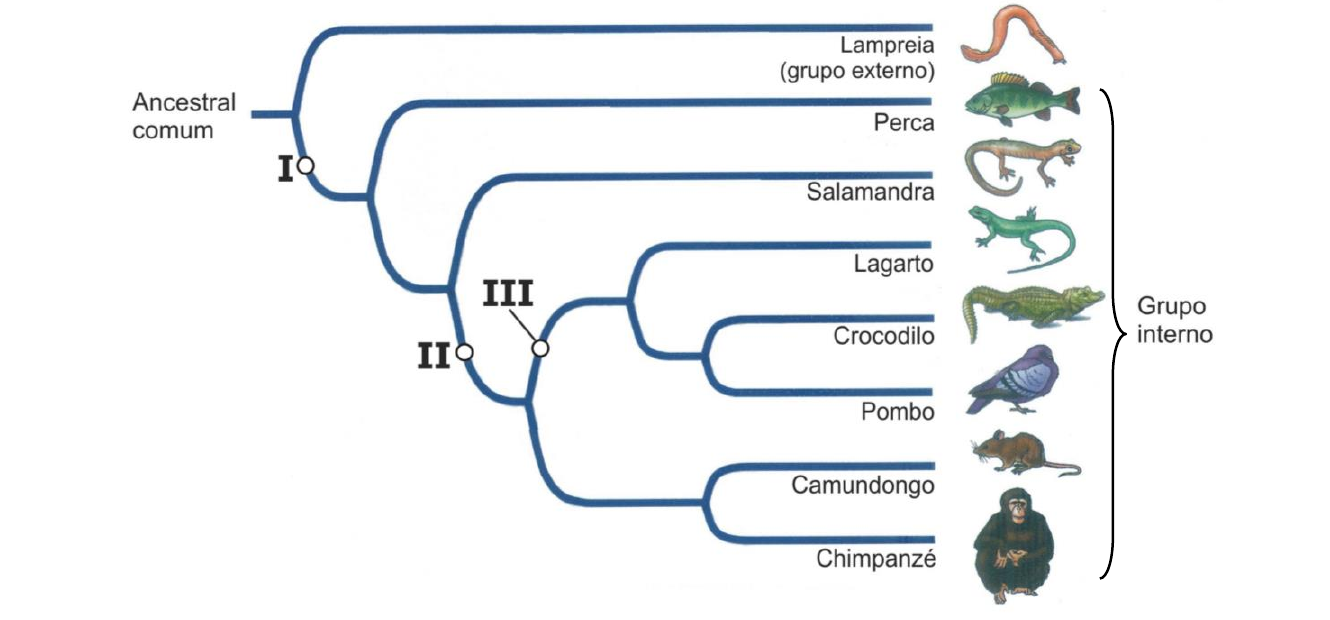 Lampreia
(grupo externo)
Ancestral
comum
Perca
I
Salamandra
Lagarto
III
Grupo
interno
Crocodilo
II
Pombo
Camundongo
Chimpanzé